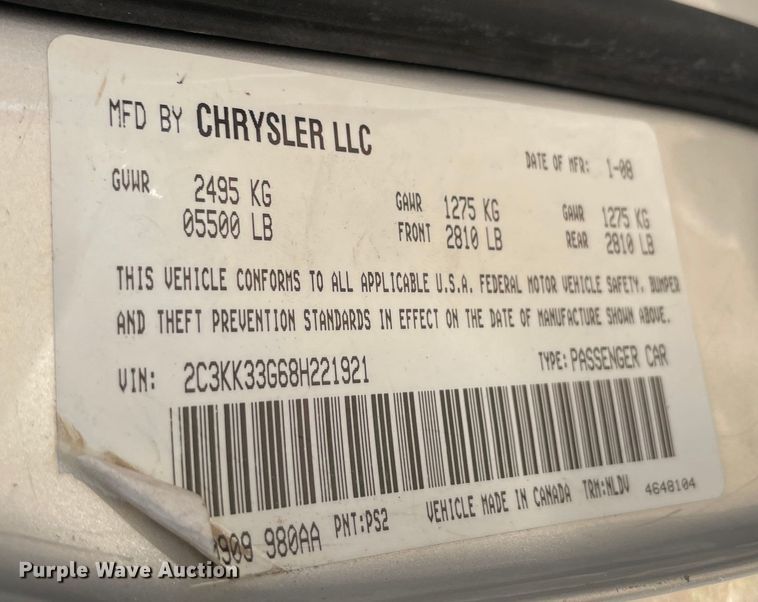 MFD BY CHRYSLER LLC
DATE OF MFR: 1-08
GVWR 2495 KG
05500 LB
GAWR FRONT 1275 KG
2810 LB
GAWR REAR 1275 KG
2810 LB
THIS VEHICLE CONFORMS TO ALL APPLICABLE U.S.A. FEDERAL MOTOR VEHICLE SAFETY, BUMPER
AND THEFT PREVENTION STANDARDS IN EFFECT ON THE DATE OF MANUFACTURE SHOWN ABOVE.
VIN: 2C3KK33G68H221921
TYPE: PASSENGER CAR
909 980AA PNT:PS2 VEHICLE MADE IN CANADA TRM:NLDV 4648104
Purple Wave Auction